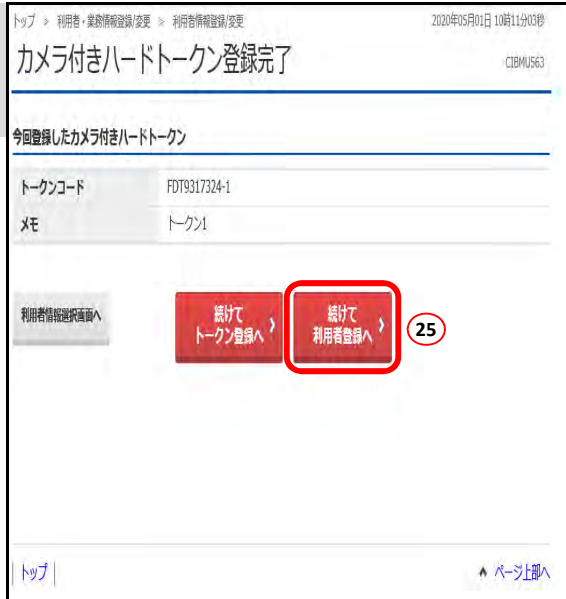 トップ > 利用者・業務情報登録/変更 > 利用者情報登録/変更 2020年05月01日 10時11分03秒
カメラ付きハードトークン登録完了 CIBMU563
今回登録したカメラ付きハードトークン
トークンコード FDT9317324-1
メモ トークン1
利用者情報選択画面へ
続けて
トークン登録へ
続けて
利用者登録へ
25
トップ ページ上部へ